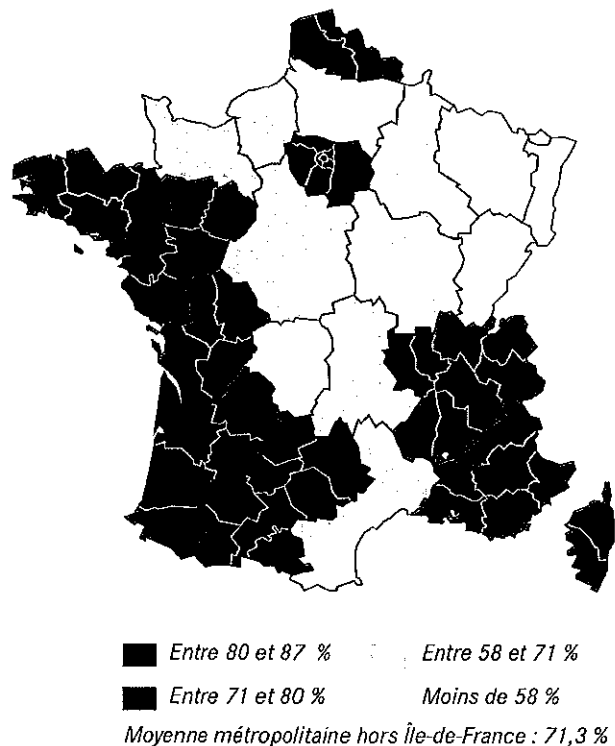 Entre 80 et 87 %
Entre 58 et 71 %
Entre 71 et 80 %
Moins de 58 %
Moyenne métropolitaine hors Île-de-France : 71,3 %